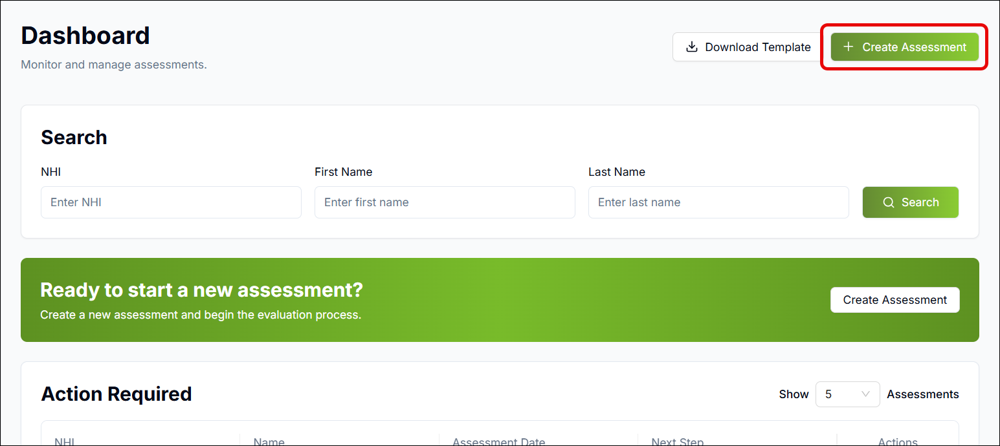 Dashboard
Monitor and manage assessments.
Download Template
Create Assessment
Search
NHI
First Name
Last Name
Enter NHI
Enter first name
Enter last name
Search
Ready to start a new assessment?
Create a new assessment and begin the evaluation process.
Create Assessment
Action Required
Show 5 Assessments
NHI
Name
Assessment Date
Next Step
Actions